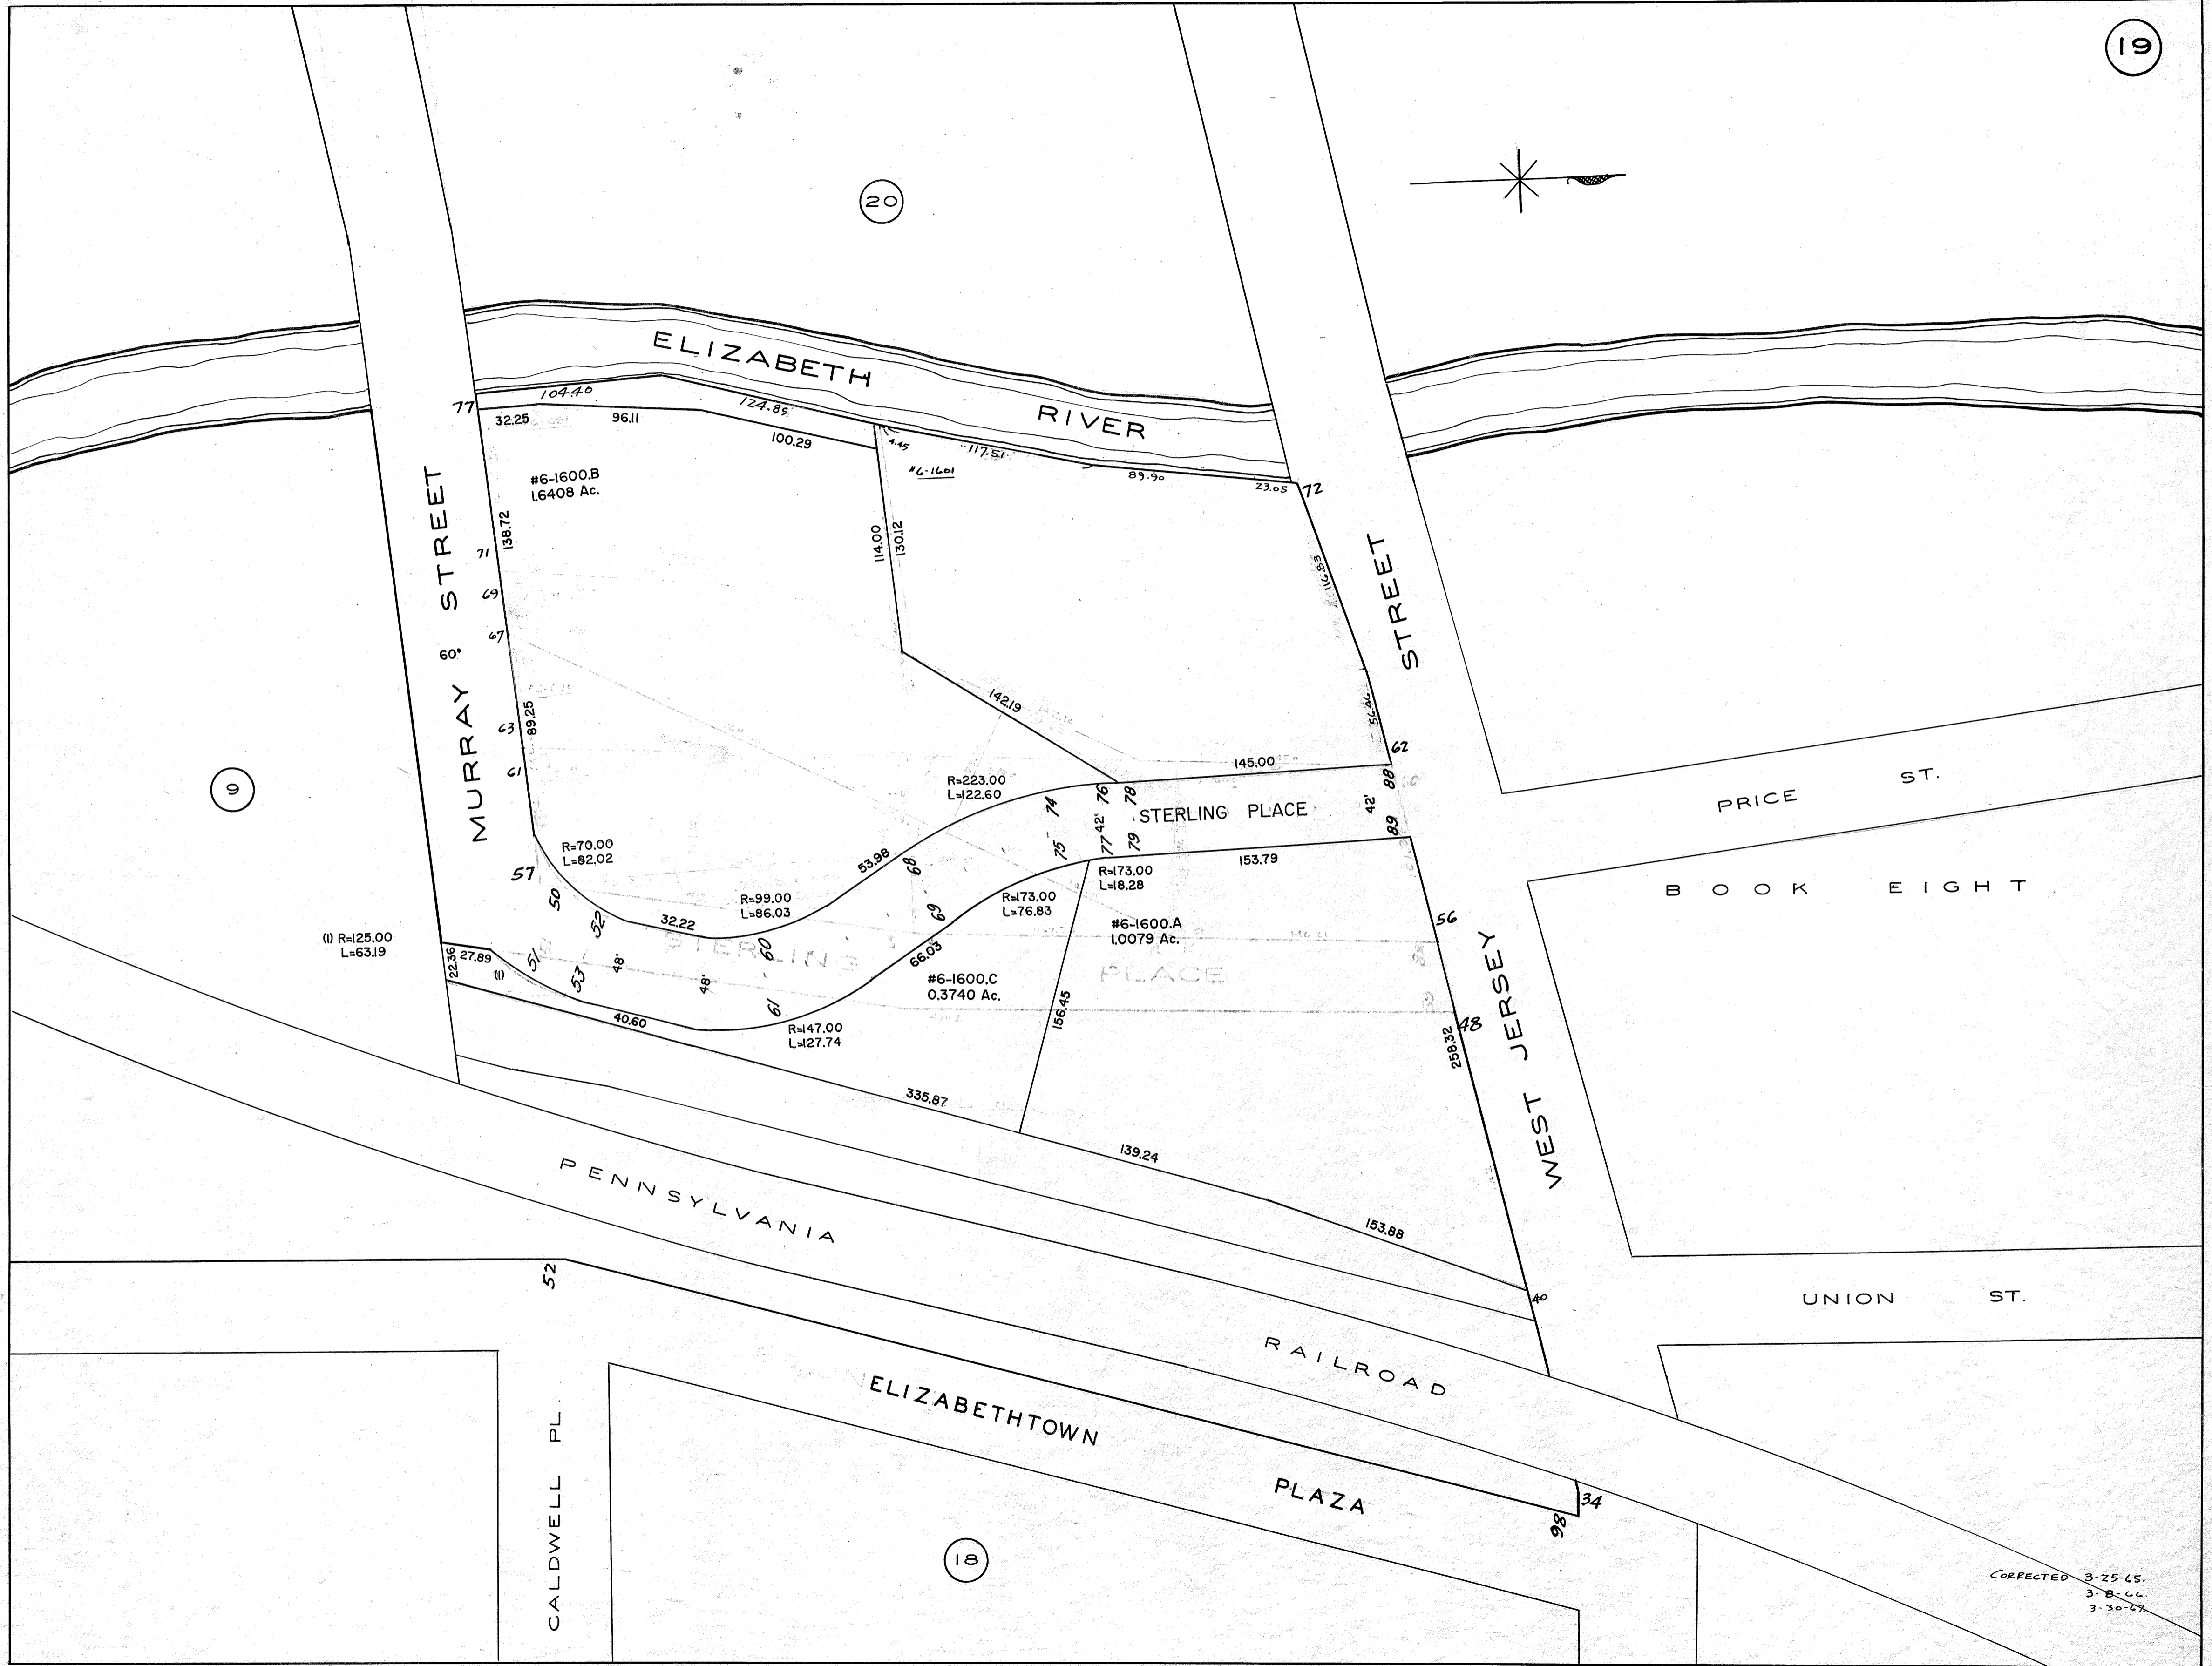 19
20
ELIZABETH
RIVER
77
104.40
32.25
96.11
124.85
100.29
4.45
117.51
#6-1601
89.90
23.05
72
#6-1600.B
1.6408 Ac.
138.72
114.00
130.12
116.83
71
69
67
60°
63
89.25
61
MURRAY STREET
142.19
56.46
62
145.00
R=223.00
L=122.60
74
76
78
42'
STERLING PLACE
42'
88
89
75
77
79
153.79
PRICE ST.
9
R=70.00
L=82.02
57
50
52
53.98
68
R=173.00
L=18.28
R=99.00
L=86.03
32.22
R=173.00
L=76.83
69
BOOK EIGHT
(1) R=125.00
L=63.19
22.36
27.89
(1)
51
53
48'
48'
60
61
66.03
STERLING
PLACE
#6-1600.A
1.0079 Ac.
#6-1600.C
0.3740 Ac.
56
48
258.32
WEST JERSEY STREET
40.60
R=147.00
L=127.74
156.45
335.87
139.24
153.88
40
PENNSYLVANIA
RAILROAD
52
UNION ST.
CALDWELL PL.
ELIZABETHTOWN
PLAZA
34
98
18
CORRECTED 3-25-65.
3-8-66.
3-30-67